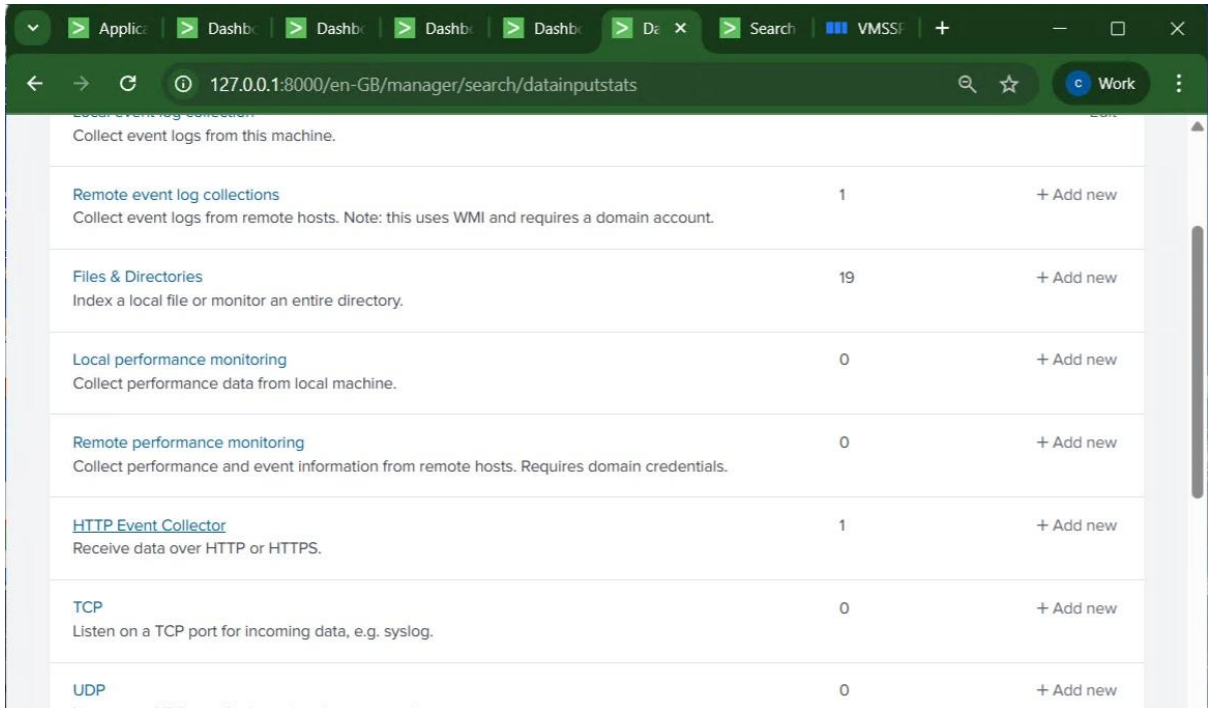 Applica
Dashbo
Dashbo
Dashbo
Dashbo
Da
Search
VMSSF
127.0.0.1:8000/en-GB/manager/search/datainputstats
c Work
Local event log collection
Edit
Collect event logs from this machine.
Remote event log collections 1 + Add new
Collect event logs from remote hosts. Note: this uses WMI and requires a domain account.
Files & Directories 19 + Add new
Index a local file or monitor an entire directory.
Local performance monitoring 0 + Add new
Collect performance data from local machine.
Remote performance monitoring 0 + Add new
Collect performance and event information from remote hosts. Requires domain credentials.
HTTP Event Collector 1 + Add new
Receive data over HTTP or HTTPS.
TCP 0 + Add new
Listen on a TCP port for incoming data, e.g. syslog.
UDP 0 + Add new